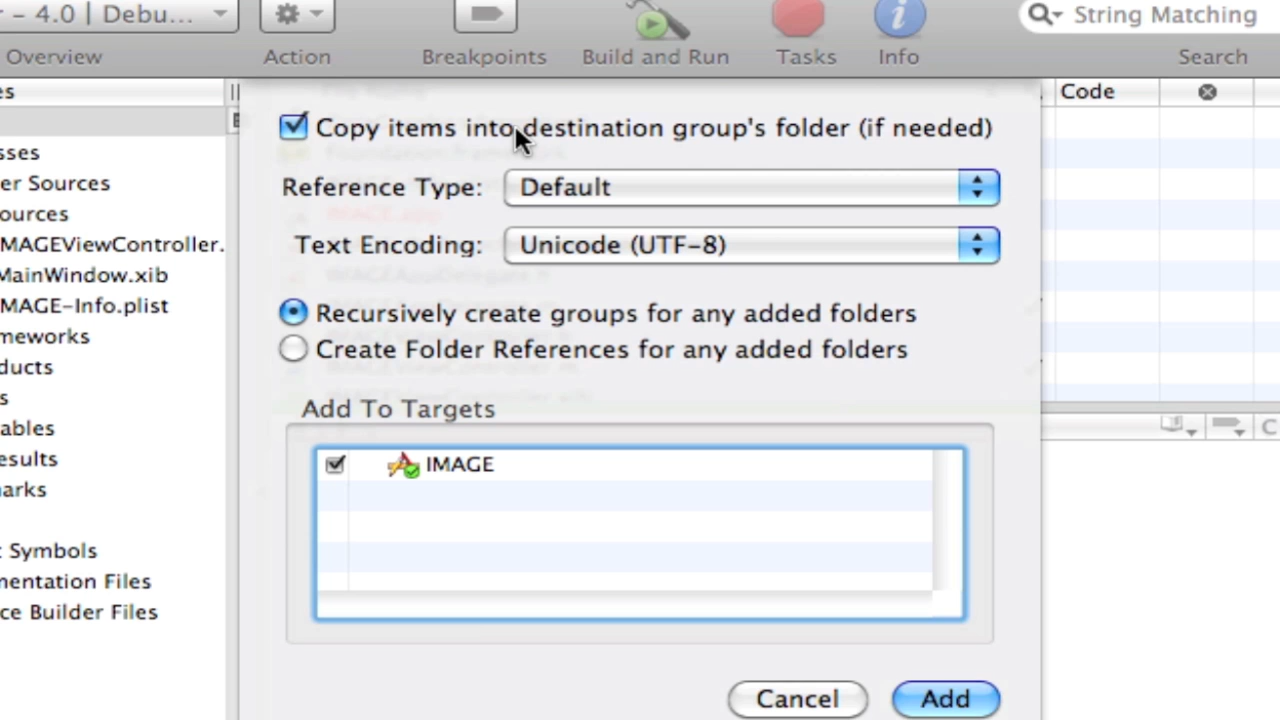 – 4.0 | Debu...
String Matching
Overview
Action
Breakpoints
Build and Run
Tasks
Info
Search
es
Code
Copy items into destination group's folder (if needed)
sses
er Sources
Reference Type: Default
ources
MAGEViewController.
Text Encoding: Unicode (UTF–8)
MainWindow.xib
MAGE–Info.plist
Recursively create groups for any added folders
meworks
Create Folder References for any added folders
ducts
s
Add To Targets
ables
esults
IMAGE
arks
t Symbols
mentation Files
ce Builder Files
Cancel
Add